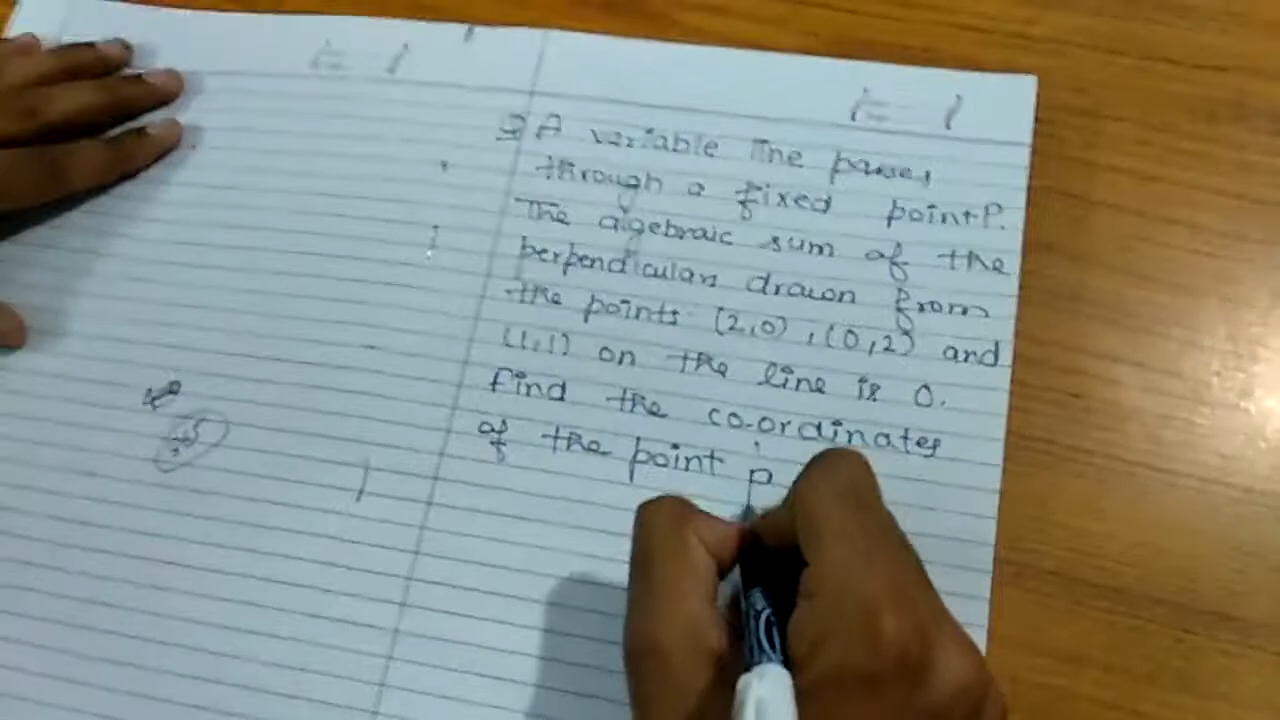 A variable line passes
through a fixed point P.
The algebraic sum of the
perpendiculars drawn from
the points (2,0), (0,2) and
(1,1) on the line is 0.
Find the co-ordinates
of the point P